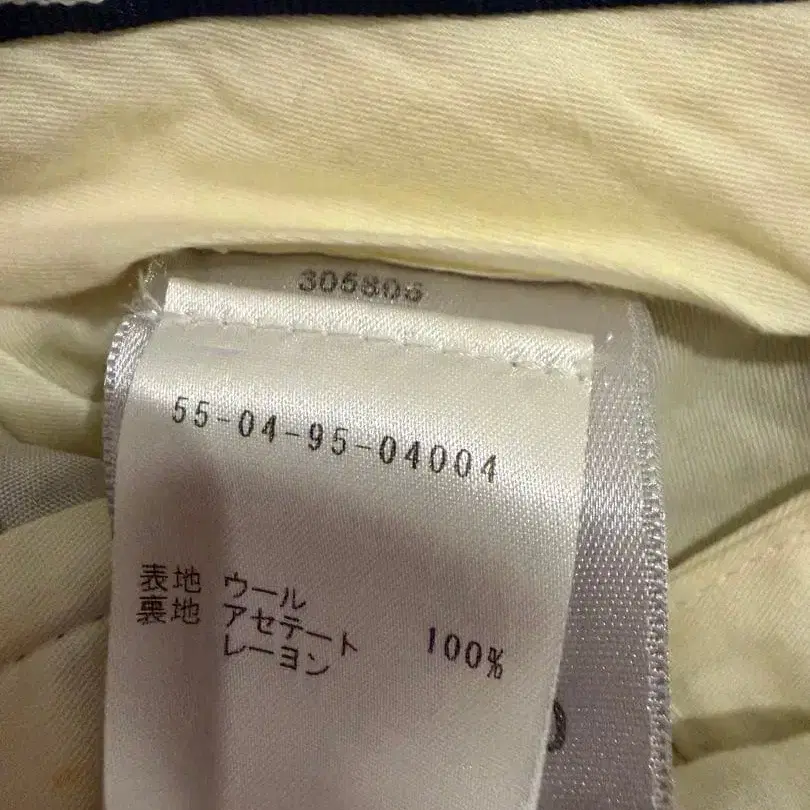 305805
55-04-95-04004
表地 ウール 100%
裏地 アセテート
レーヨン